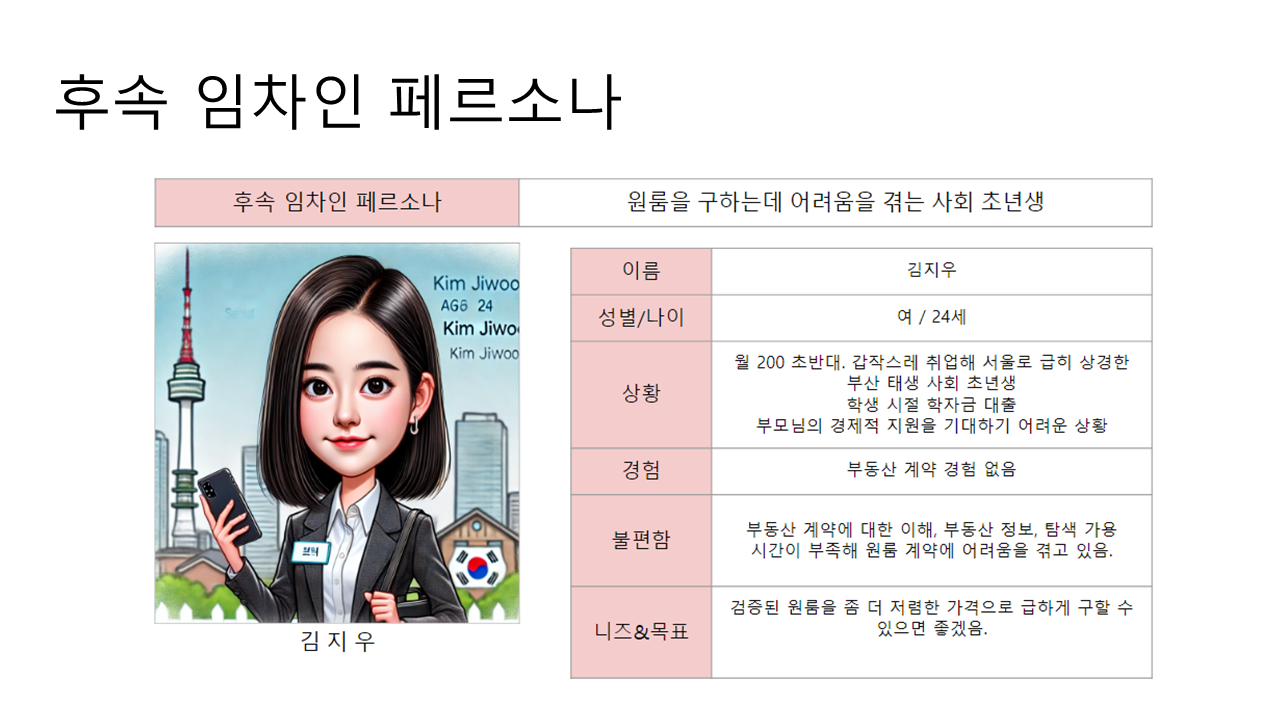 후속 임차인 페르소나
후속 임차인 페르소나
원룸을 구하는데 어려움을 겪는 사회 초년생
Kim Jiwoo
AG6 24
Kim Jiwo
Kim Jiwoo
김 지 우
이름
김지우
성별/나이
여 / 24세
상황
월 200 초반대. 갑작스레 취업해 서울로 급히 상경한
부산 태생 사회 초년생
학생 시절 학자금 대출
부모님의 경제적 지원을 기대하기 어려운 상황
경험
부동산 계약 경험 없음
불편함
부동산 계약에 대한 이해, 부동산 정보, 탐색 가용
시간이 부족해 원룸 계약에 어려움을 겪고 있음.
니즈&목표
검증된 원룸을 좀 더 저렴한 가격으로 급하게 구할 수
있으면 좋겠음.